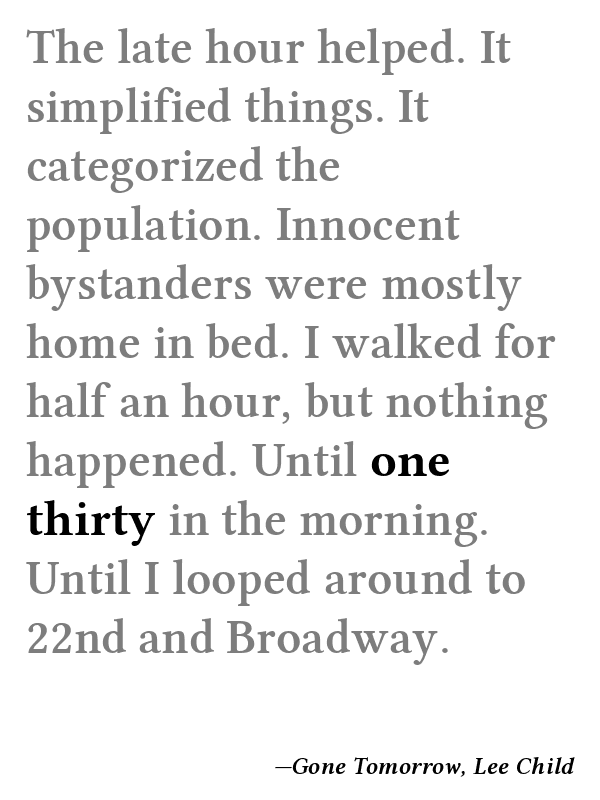 The late hour helped. It
simplified things. It
categorized the
population. Innocent
bystanders were mostly
home in bed. I walked for
half an hour, but nothing
happened. Until one
thirty in the morning.
Until I looped around to
22nd and Broadway.
—Gone Tomorrow, Lee Child